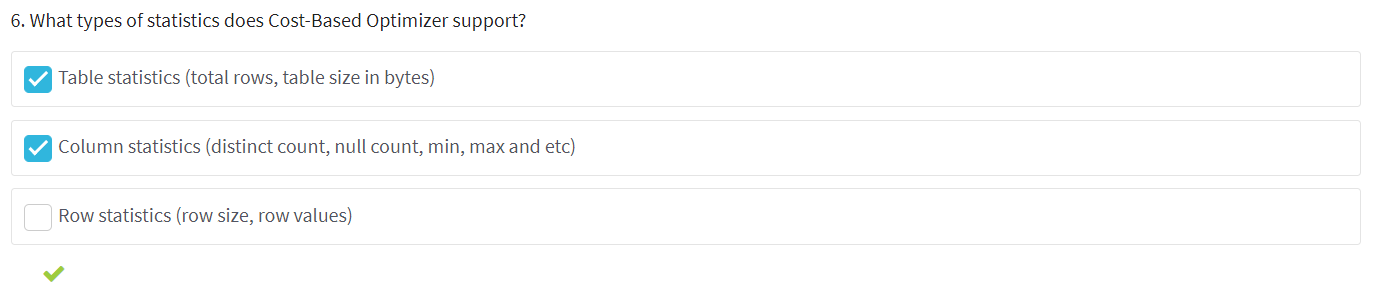 6. What types of statistics does Cost-Based Optimizer support?
Table statistics (total rows, table size in bytes)
Column statistics (distinct count, null count, min, max and etc)
Row statistics (row size, row values)